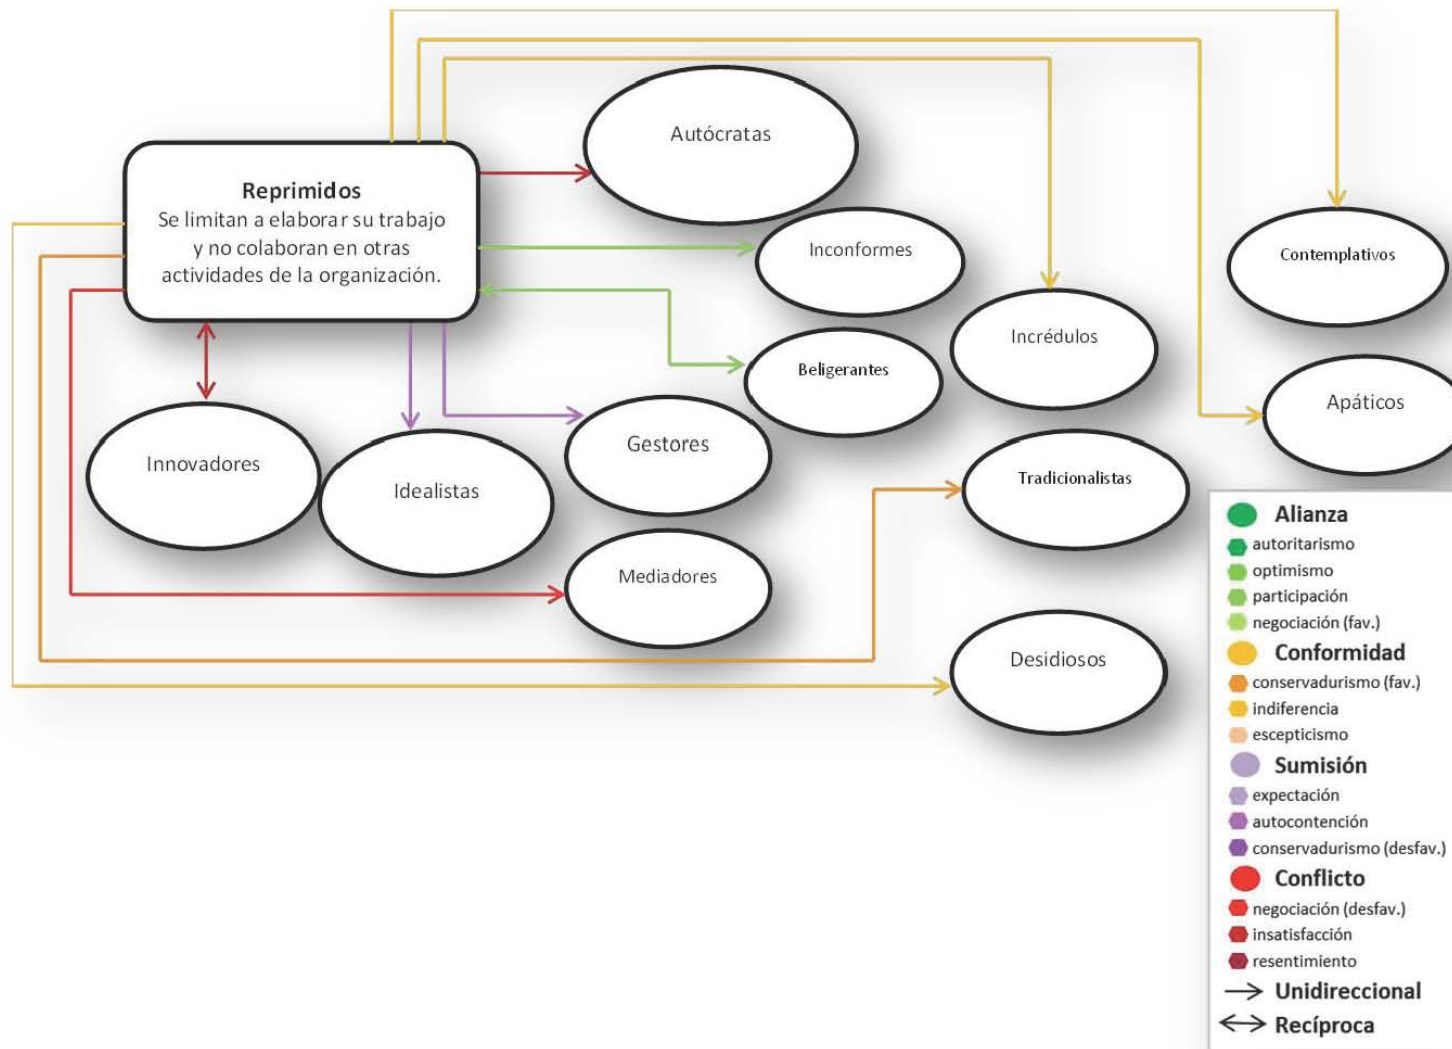 Reprimidos
Se limitan a elaborar su trabajo
y no colaboran en otras
actividades de la organización.
Autócratas
Inconformes
Contemplativos
Incrédulos
Beligerantes
Apáticos
Gestores
Innovadores
Idealistas
Tradicionalistas
Mediadores
Desidiosos
Alianza
autoritarismo
optimismo
participación
negociación (fav.)
Conformidad
conservadurismo (fav.)
indiferencia
escepticismo
Sumisión
expectación
autocontención
conservadurismo (desfav.)
Conflicto
negociación (desfav.)
insatisfacción
resentimiento
Unidireccional
Recíproca